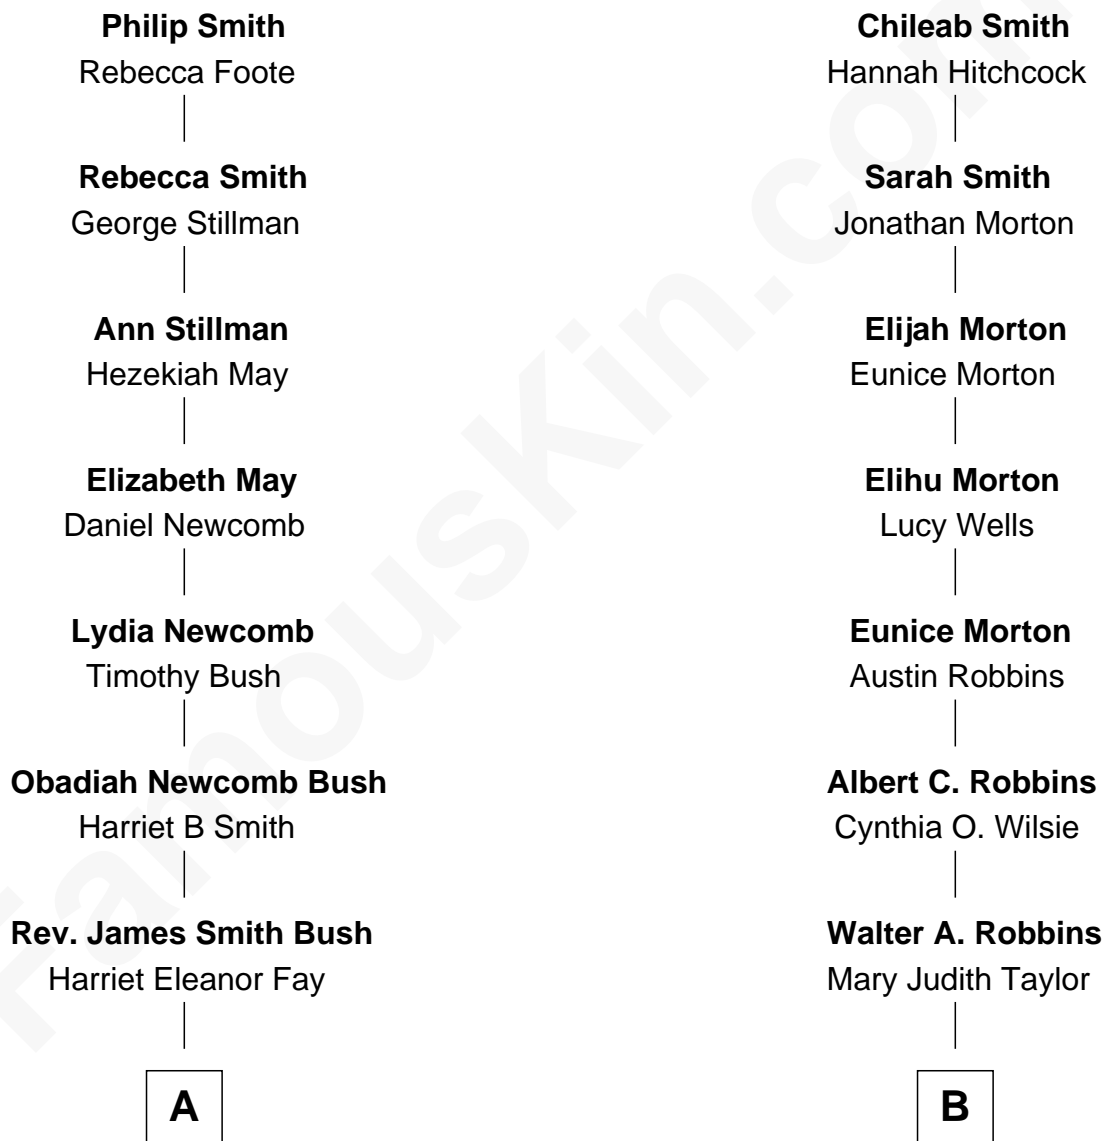 Philip Smith
Rebecca Foote
Rebecca Smith
George Stillman
Ann Stillman
Hezekiah May
Elizabeth May
Daniel Newcomb
Lydia Newcomb
Timothy Bush
Obadiah Newcomb Bush
Harriet B Smith
Rev. James Smith Bush
Harriet Eleanor Fay
A
Chileab Smith
Hannah Hitchcock
Sarah Smith
Jonathan Morton
Elijah Morton
Eunice Morton
Elihu Morton
Lucy Wells
Eunice Morton
Austin Robbins
Albert C. Robbins
Cynthia O. Wilsie
Walter A. Robbins
Mary Judith Taylor
B
FamousKin.com